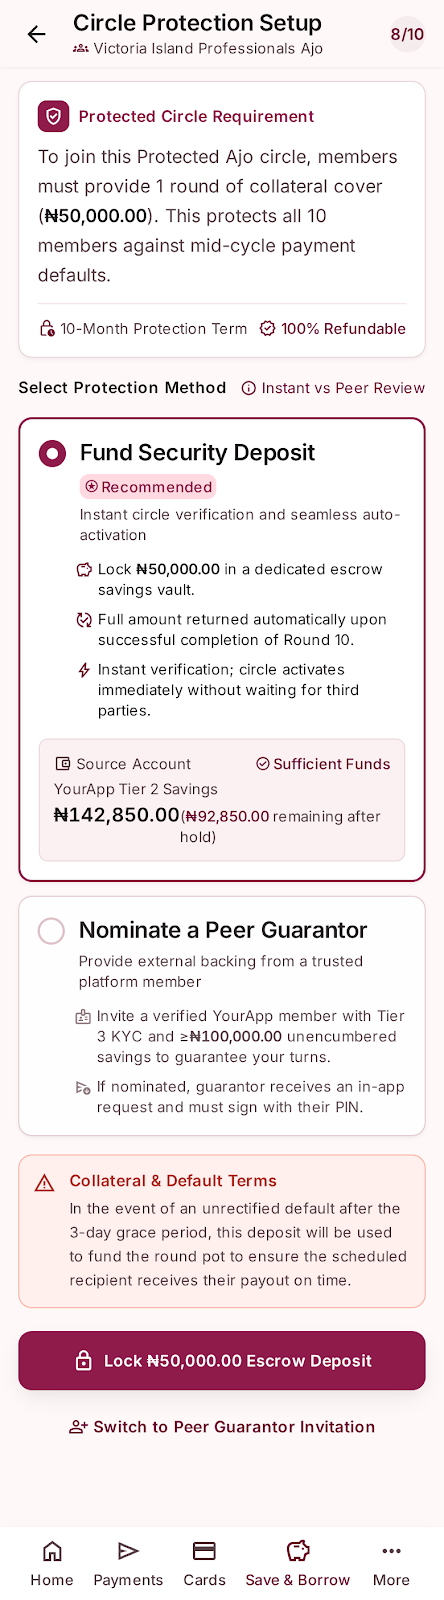 Circle Protection Setup
Victoria Island Professionals Ajo
8/10
Protected Circle Requirement
To join this Protected Ajo circle, members
must provide 1 round of collateral cover
(₦50,000.00). This protects all 10
members against mid-cycle payment
defaults.
10-Month Protection Term
100% Refundable
Select Protection Method
Instant vs Peer Review
Fund Security Deposit
Recommended
Instant circle verification and seamless auto-
activation
Lock ₦50,000.00 in a dedicated escrow
savings vault.
Full amount returned automatically upon
successful completion of Round 10.
Instant verification; circle activates
immediately without waiting for third
parties.
Source Account
Sufficient Funds
YourApp Tier 2 Savings
₦142,850.00 (₦92,850.00 remaining after
hold)
Nominate a Peer Guarantor
Provide external backing from a trusted
platform member
Invite a verified YourApp member with Tier
3 KYC and ≥₦100,000.00 unencumbered
savings to guarantee your turns.
If nominated, guarantor receives an in-app
request and must sign with their PIN.
Collateral & Default Terms
In the event of an unrectified default after the
3-day grace period, this deposit will be used
to fund the round pot to ensure the scheduled
recipient receives their payout on time.
Lock ₦50,000.00 Escrow Deposit
Switch to Peer Guarantor Invitation
Home
Payments
Cards
Save & Borrow
More